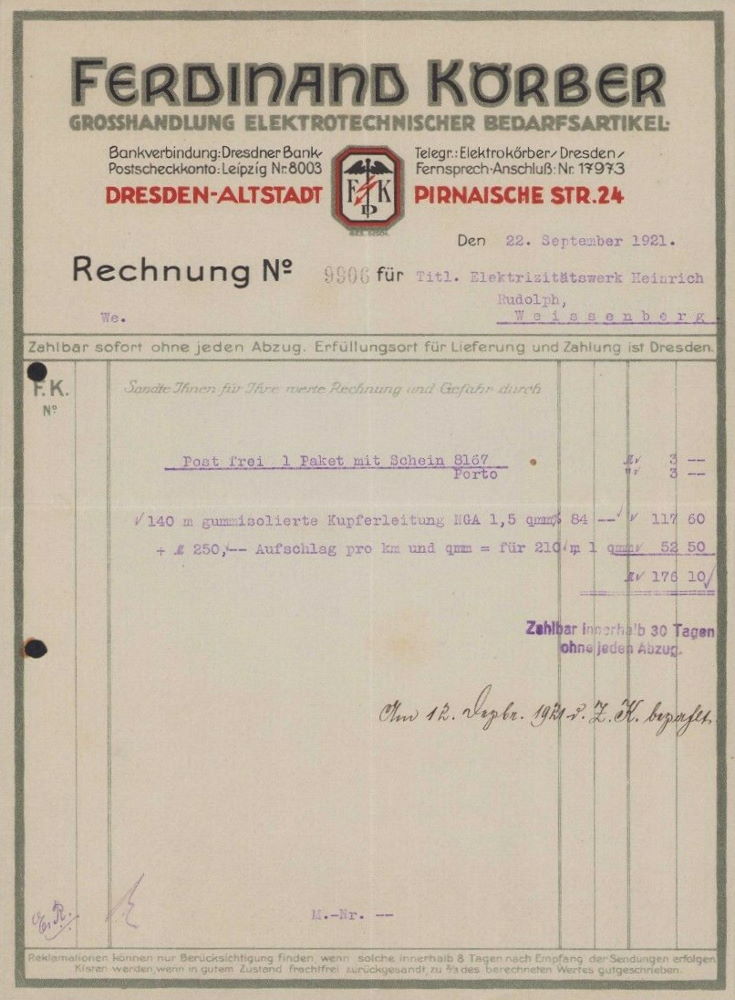 FERDINAND KÖRBER
GROSSHANDLUNG ELEKTROTECHNISCHER BEDARFSARTIKEL
Bankverbindung: Dresdner Bank
Postscheckkonto: Leipzig Nr. 8003
DRESDEN-ALTSTADT
F K
D
Telegr.: Elektrokörber, Dresden
Fernsprech-Anschluß: Nr. 17973
PIRNAISCHE STR. 24
Den 22. September 1921.
Rechnung Nº 9906 für Titl. Elektrizitätswerk Heinrich
Rudolph,
We. Weissenberg
Zahlbar sofort ohne jeden Abzug. Erfüllungsort für Lieferung und Zahlung ist Dresden.
F. K.
Nº
Sandte Ihnen für Ihre werte Rechnung und Gefahr durch
Post frei 1 Paket mit Schein 8167 M 3 --
Porto " 3 --
140 m gummisolierte Kupferleitung NGA 1,5 qmm % 84 -- 117 60
+ M 250,-- Aufschlag pro km und qmm = für 210 m 1 qmm 52 50
M 176 10
Zahlbar innerhalb 30 Tagen
ohne jeden Abzug.
Am 12. Dezbr. 1921 d. Z. K. bezahlt.
E. R.
M.-Nr. --
Reklamationen können nur Berücksichtigung finden, wenn solche innerhalb 8 Tagen nach Empfang der Sendungen erfolgen
Kisten werden, wenn in gutem Zustand frachtfrei zurückgesandt, zu ⅔ des berechneten Wertes gutgeschrieben.